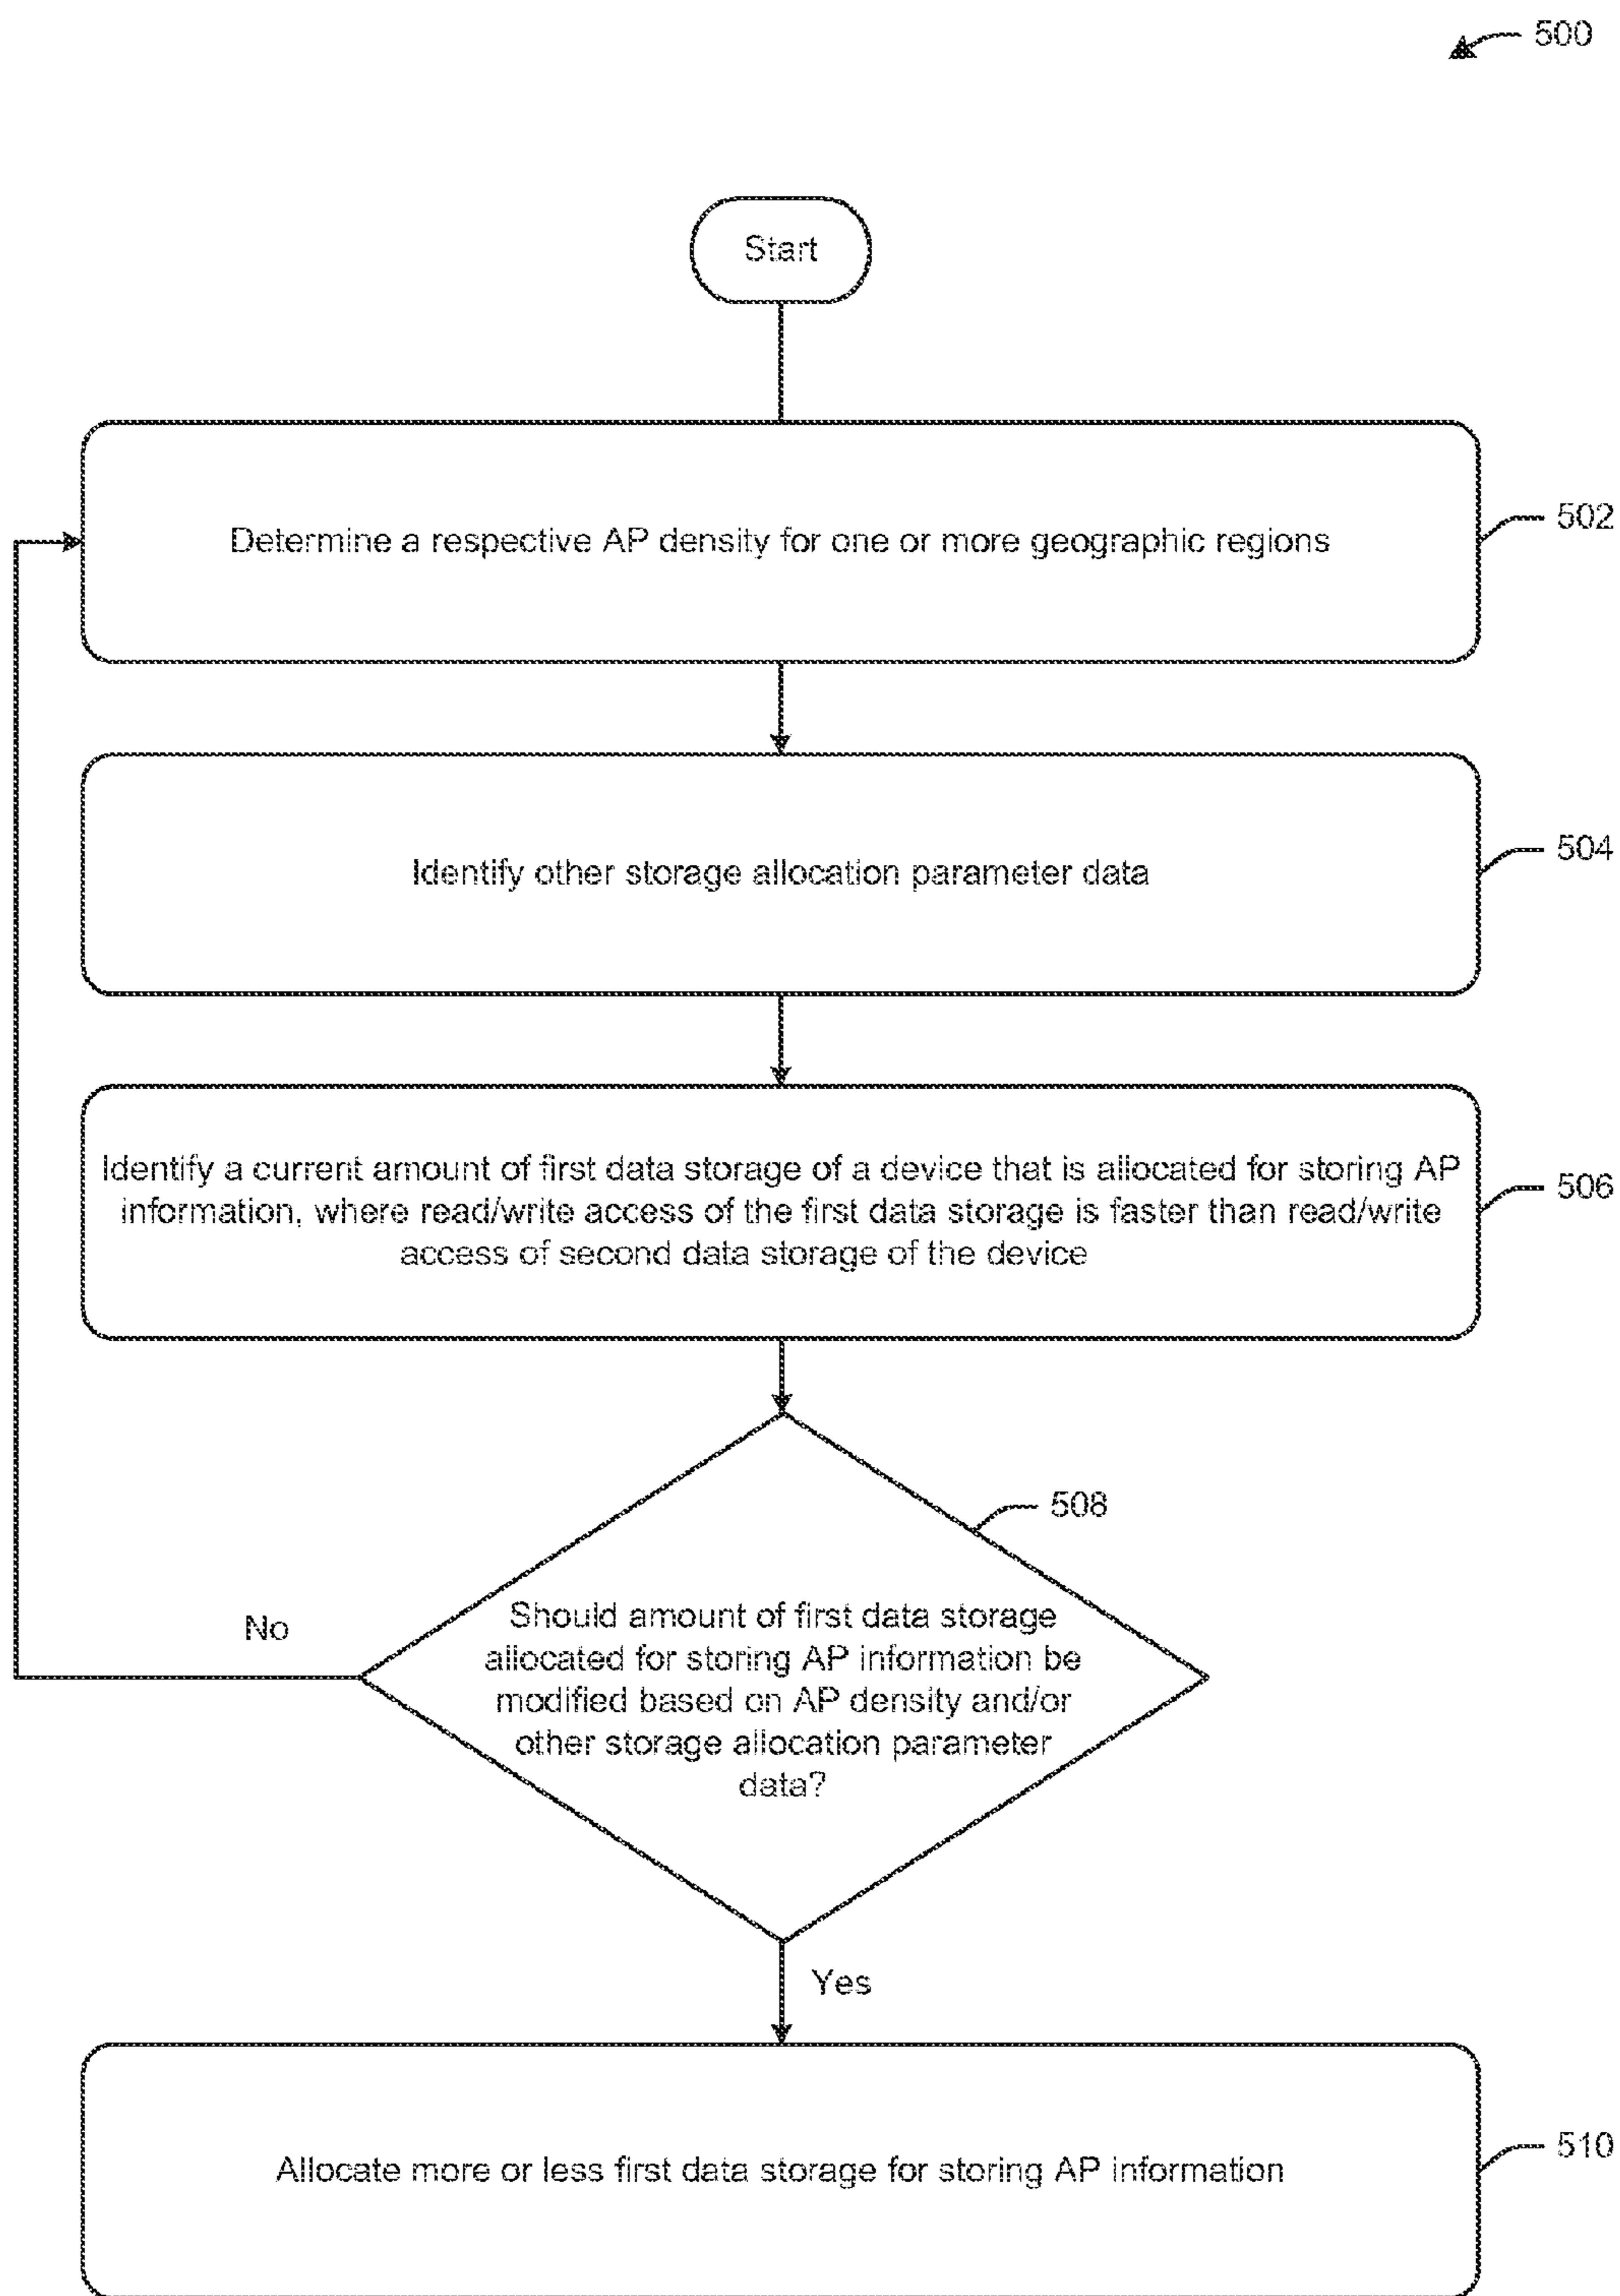 500
Start
Determine a respective AP density for one or more geographic regions
502
Identify other storage allocation parameter data
504
Identify a current amount of first data storage of a device that is allocated for storing AP
information, where read/write access of the first data storage is faster than read/write
access of second data storage of the device
506
508
Should amount of first data storage
allocated for storing AP information be
modified based on AP density and/or
other storage allocation parameter
data?
No
Yes
Allocate more or less first data storage for storing AP information
510